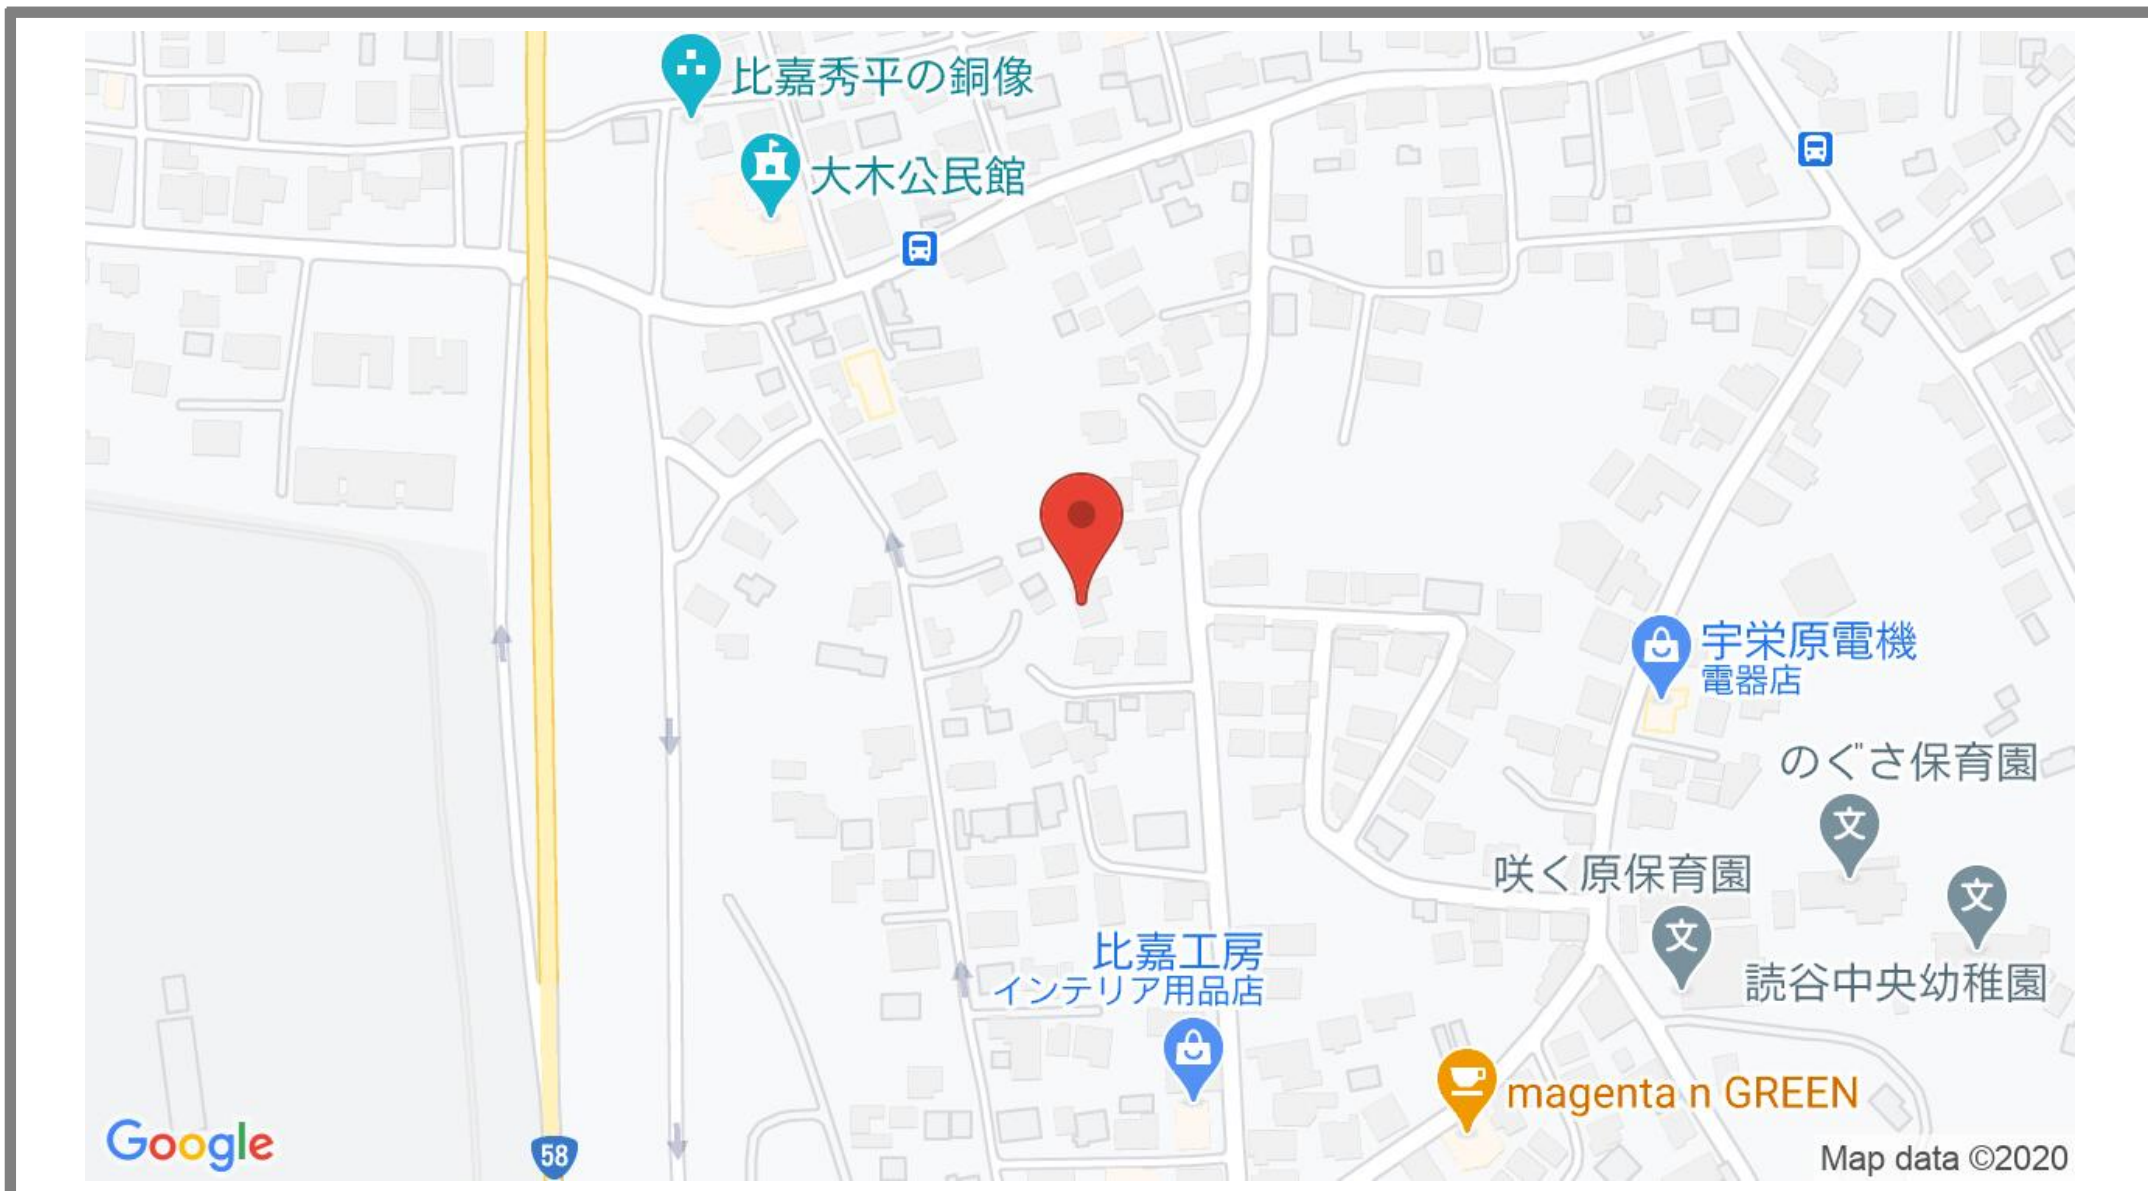 比嘉秀平の銅像
大木公民館
宇栄原電機
電器店
のぐさ保育園
文
咲く原保育園
文
文
比嘉工房
インテリア用品店
読谷中央幼稚園
magenta n GREEN
Google
58
Map data ©2020